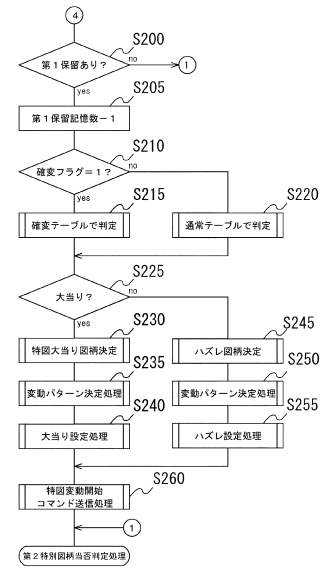 4
S200
第1保留あり?
no
1
yes
S205
第1保留記憶数-1
S210
確変フラグ=1?
no
yes
S215
確変テーブルで判定
S220
通常テーブルで判定
S225
大当り?
no
yes
S230
特図大当り図柄決定
S245
ハズレ図柄決定
S235
変動パターン決定処理
S250
変動パターン決定処理
S240
大当り設定処理
S255
ハズレ設定処理
S260
特図変動開始
コマンド送信処理
1
第2特別図柄当否判定処理